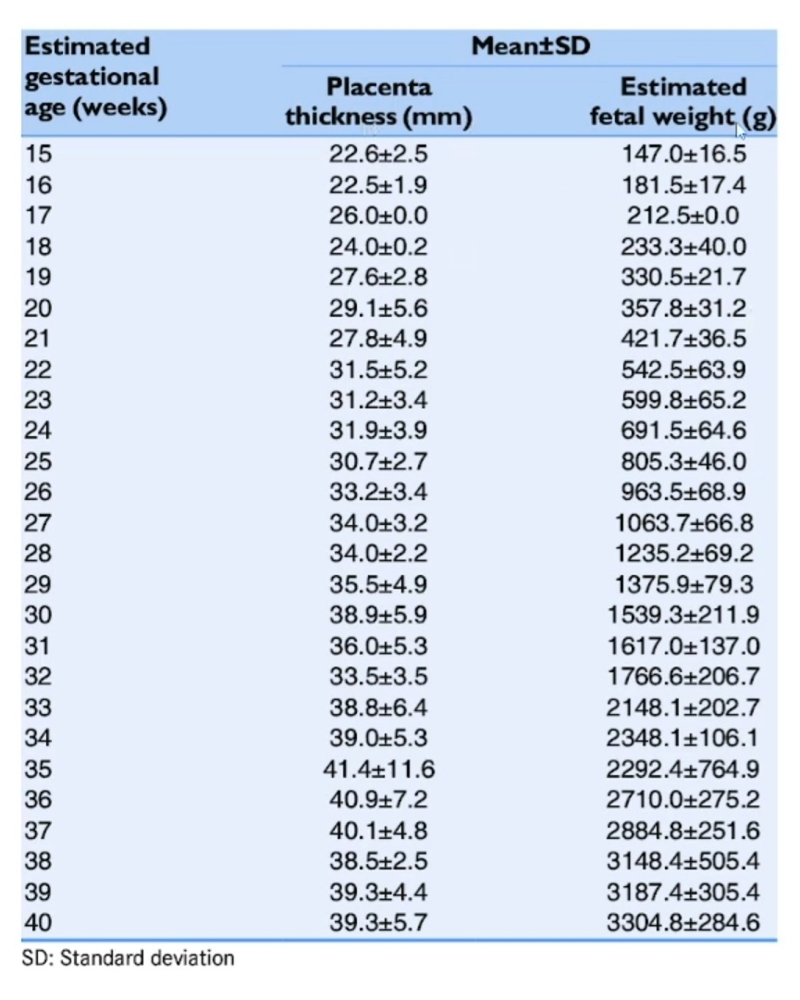 Estimated gestational age (weeks) Mean±SD
Placenta thickness (mm) Estimated fetal weight (g)
15 22.6±2.5 147.0±16.5
16 22.5±1.9 181.5±17.4
17 26.0±0.0 212.5±0.0
18 24.0±0.2 233.3±40.0
19 27.6±2.8 330.5±21.7
20 29.1±5.6 357.8±31.2
21 27.8±4.9 421.7±36.5
22 31.5±5.2 542.5±63.9
23 31.2±3.4 599.8±65.2
24 31.9±3.9 691.5±64.6
25 30.7±2.7 805.3±46.0
26 33.2±3.4 963.5±68.9
27 34.0±3.2 1063.7±66.8
28 34.0±2.2 1235.2±69.2
29 35.5±4.9 1375.9±79.3
30 38.9±5.9 1539.3±211.9
31 36.0±5.3 1617.0±137.0
32 33.5±3.5 1766.6±206.7
33 38.8±6.4 2148.1±202.7
34 39.0±5.3 2348.1±106.1
35 41.4±11.6 2292.4±764.9
36 40.9±7.2 2710.0±275.2
37 40.1±4.8 2884.8±251.6
38 38.5±2.5 3148.4±505.4
39 39.3±4.4 3187.4±305.4
40 39.3±5.7 3304.8±284.6
SD: Standard deviation